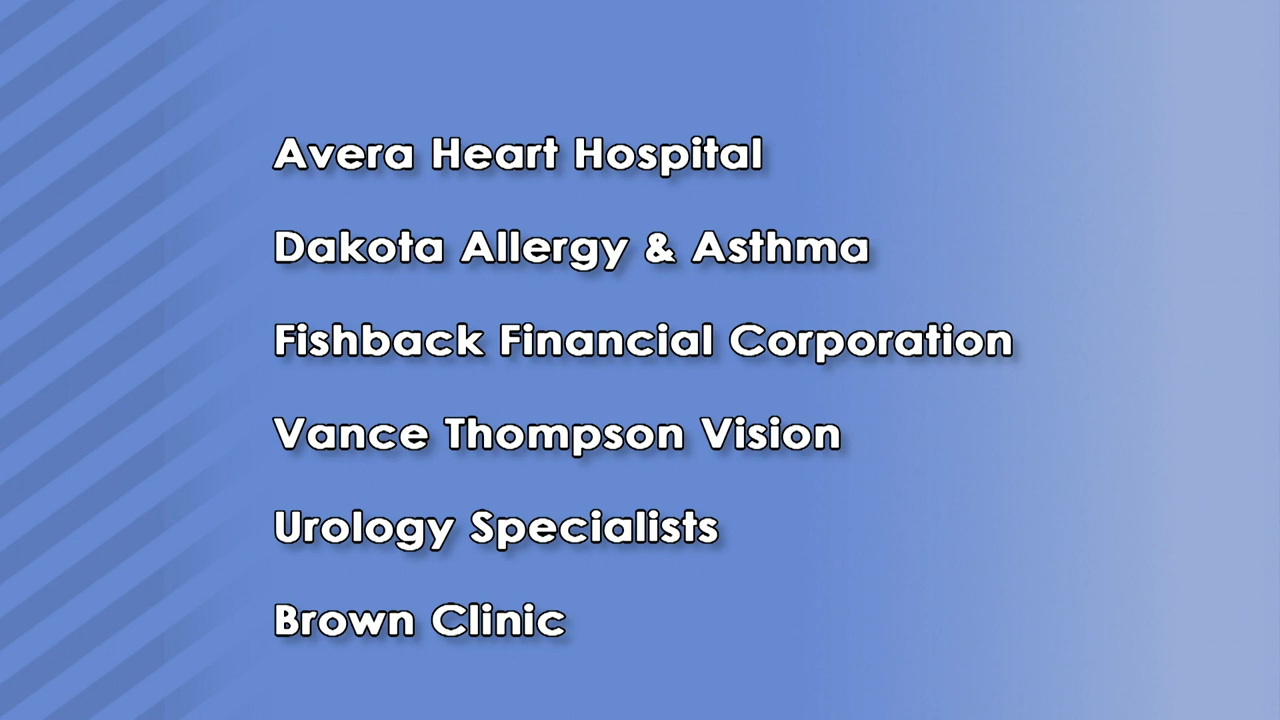 Avera Heart Hospital
Dakota Allergy & Asthma
Fishback Financial Corporation
Vance Thompson Vision
Urology Specialists
Brown Clinic